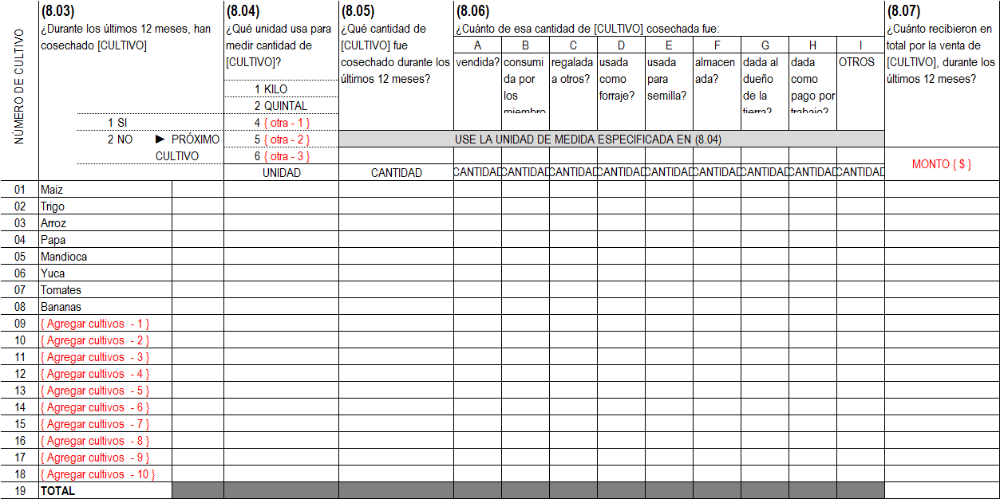 NÚMERO DE CULTIVO
(8.03)
¿Durante los últimos 12 meses, han
cosechado [CULTIVO]
1 SI
2 NO ► PRÓXIMO
CULTIVO
(8.04)
¿Qué unidad usa para
medir cantidad de
[CULTIVO]?
1 KILO
2 QUINTAL
4 { otra - 1 }
5 { otra - 2 }
6 { otra - 3 }
UNIDAD
(8.05)
¿Qué cantidad de
[CULTIVO] fue
cosechado durante los
últimos 12 meses?
CANTIDAD
(8.06)
¿Cuánto de esa cantidad de [CULTIVO] cosechada fue:
A
vendida?
B
consumi
da por
los
miembro
C
regalada
a otros?
D
usada
como
forraje?
E
usada
para
semilla?
F
almacen
ada?
G
dada al
dueño
de la
tierra?
H
dada
como
pago por
trabajo?
I
OTROS
USE LA UNIDAD DE MEDIDA ESPECIFICADA EN (8.04)
CANTIDAD CANTIDAD CANTIDAD CANTIDAD CANTIDAD CANTIDAD CANTIDAD CANTIDAD CANTIDAD
(8.07)
¿Cuánto recibieron en
total por la venta de
[CULTIVO], durante los
últimos 12 meses?
MONTO { $ }
01 Maiz
02 Trigo
03 Arroz
04 Papa
05 Mandioca
06 Yuca
07 Tomates
08 Bananas
09 { Agregar cultivos - 1 }
10 { Agregar cultivos - 2 }
11 { Agregar cultivos - 3 }
12 { Agregar cultivos - 4 }
13 { Agregar cultivos - 5 }
14 { Agregar cultivos - 6 }
15 { Agregar cultivos - 7 }
16 { Agregar cultivos - 8 }
17 { Agregar cultivos - 9 }
18 { Agregar cultivos - 10 }
19 TOTAL